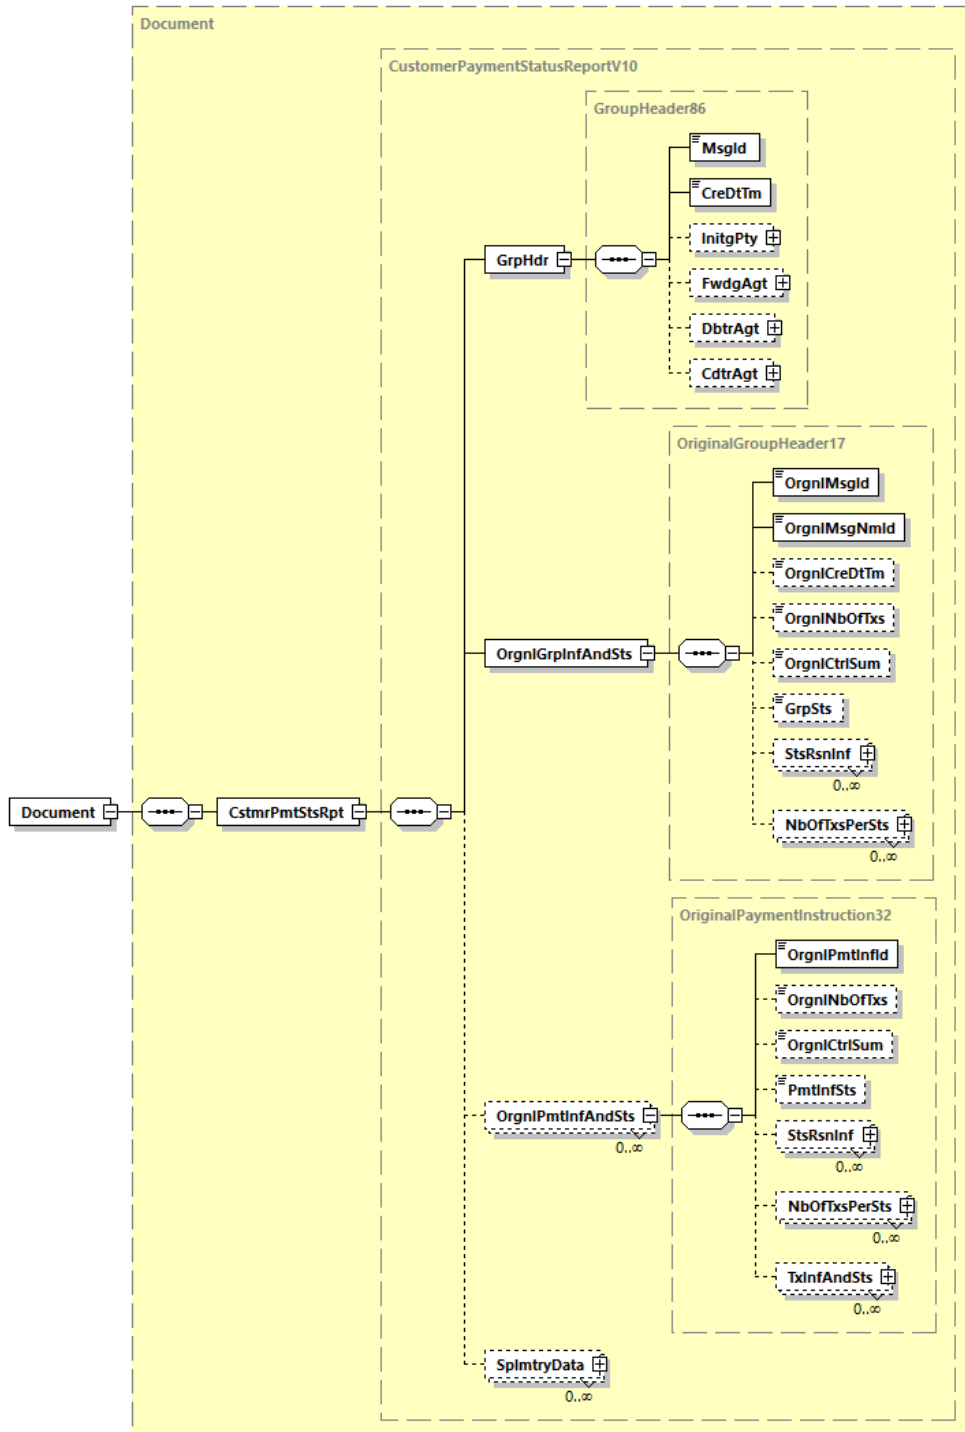 Document
CustomerPaymentStatusReportV10
GroupHeader86
MsgId
CreDtTm
InitgPty
GrpHdr
FwdgAgt
DbtrAgt
CdtrAgt
OriginalGroupHeader17
OrgnlMsgId
OrgnlMsgNmId
OrgnlCreDtTm
OrgnlNbOfTxs
OrgnlGrpInfAndSts
OrgnlCtrlSum
GrpSts
StsRsnInf
0..∞
Document
CstmrPmtStsRpt
NbOfTxsPerSts
0..∞
OriginalPaymentInstruction32
OrgnlPmtInfId
OrgnlNbOfTxs
OrgnlCtrlSum
PmtInfSts
OrgnlPmtInfAndSts
0..∞
StsRsnInf
0..∞
NbOfTxsPerSts
0..∞
TxInfAndSts
0..∞
SplmtryData
0..∞